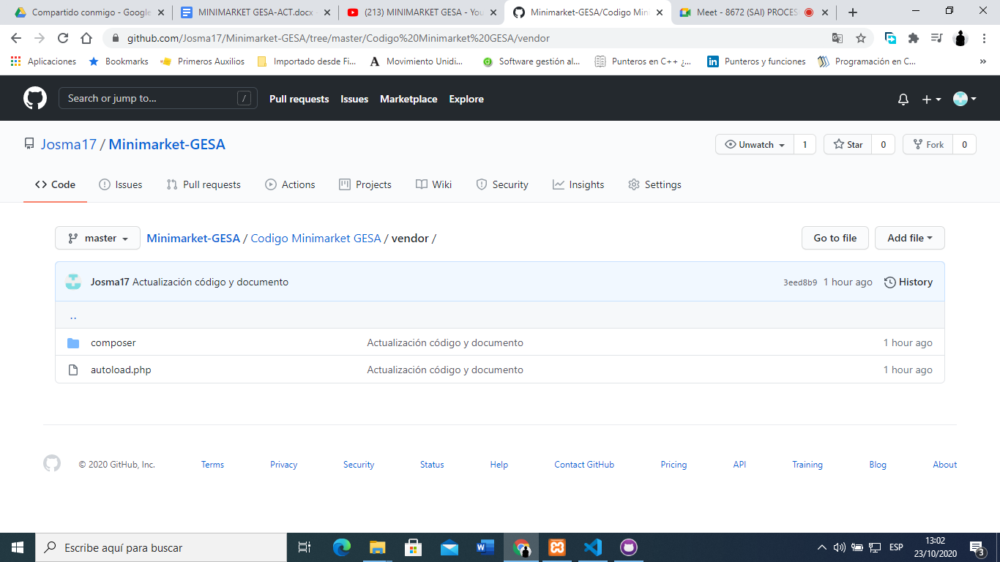 Compartido conmigo - Google
MINIMARKET GESA-ACT.docx
(213) MINIMARKET GESA - You
Minimarket-GESA/Codigo Min
Meet - 8672 (SAI) PROCES
github.com/Josma17/Minimarket-GESA/tree/master/Codigo%20Minimarket%20GESA/vendor
Aplicaciones
Bookmarks
Primeros Auxilios
Importado desde Fi...
Movimiento Unidi...
Software gestión al...
Punteros en C++ ¿...
Punteros y funciones
Programación en C...
»
Search or jump to...
/
Pull requests
Issues
Marketplace
Explore
Josma17 / Minimarket-GESA
Unwatch
1
Star
0
Fork
0
Code
Issues
Pull requests
Actions
Projects
Wiki
Security
Insights
Settings
master
Minimarket-GESA / Codigo Minimarket GESA / vendor /
Go to file
Add file
Josma17 Actualización código y documento
3eed8b9 1 hour ago
History
..
composer
Actualización código y documento
1 hour ago
autoload.php
Actualización código y documento
1 hour ago
© 2020 GitHub, Inc.
Terms
Privacy
Security
Status
Help
Contact GitHub
Pricing
API
Training
Blog
About
Escribe aquí para buscar
ESP
13:02
23/10/2020
3